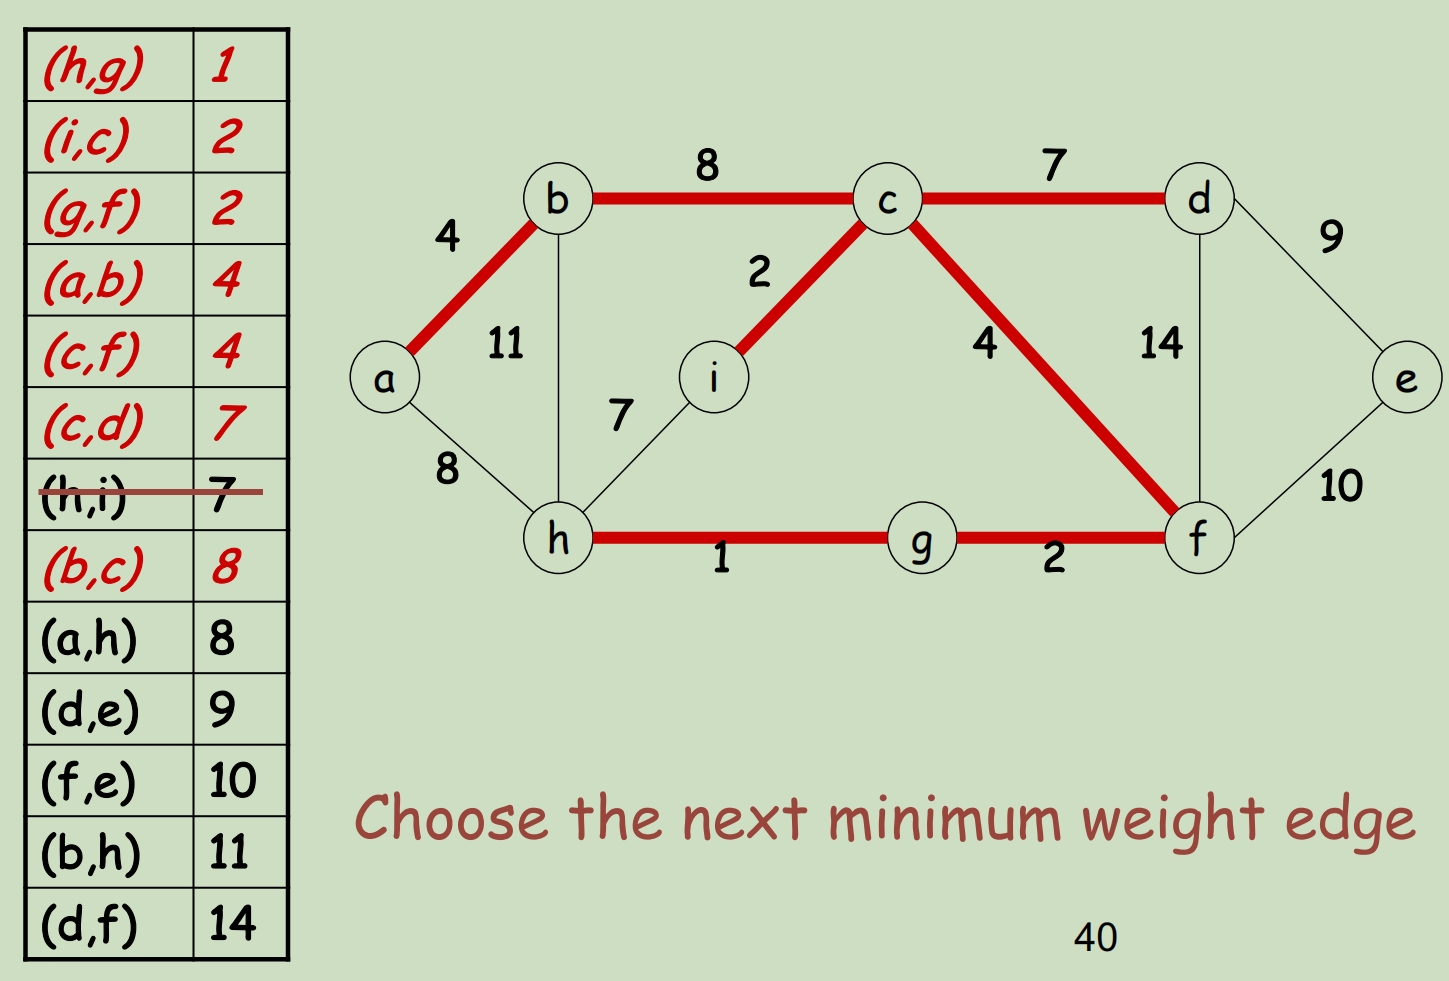 (h,g) 1
(i,c) 2
(g,f) 2
(a,b) 4
(c,f) 4
(c,d) 7
(h,i) 7
(b,c) 8
(a,h) 8
(d,e) 9
(f,e) 10
(b,h) 11
(d,f) 14
8 7
b c d
4 9
2
11 4 14
a i e
7
8 10
h g f
1 2
Choose the next minimum weight edge
40